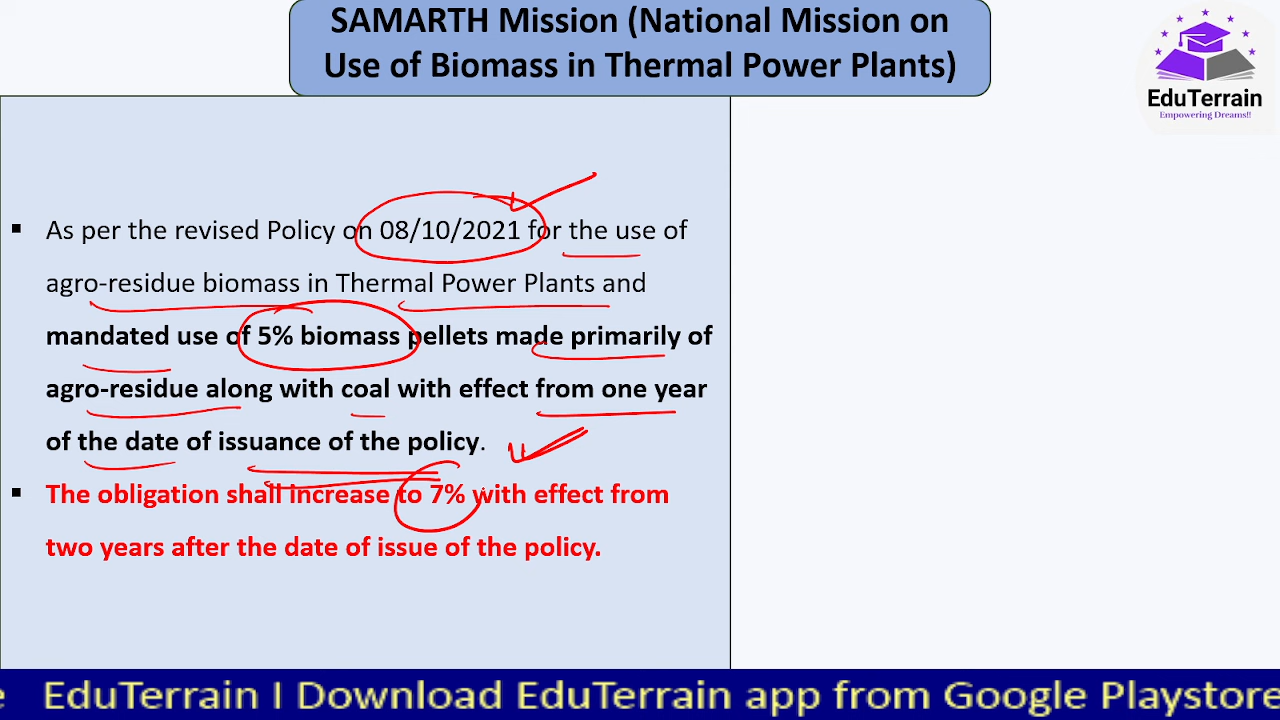 SAMARTH Mission (National Mission on
Use of Biomass in Thermal Power Plants)
EduTerrain
Empowering Dreams!!
▪ As per the revised Policy on 08/10/2021 for the use of
agro-residue biomass in Thermal Power Plants and
mandated use of 5% biomass pellets made primarily of
agro-residue along with coal with effect from one year
of the date of issuance of the policy.
▪ The obligation shall increase to 7% with effect from
two years after the date of issue of the policy.
e EduTerrain I Download EduTerrain app from Google Playstore